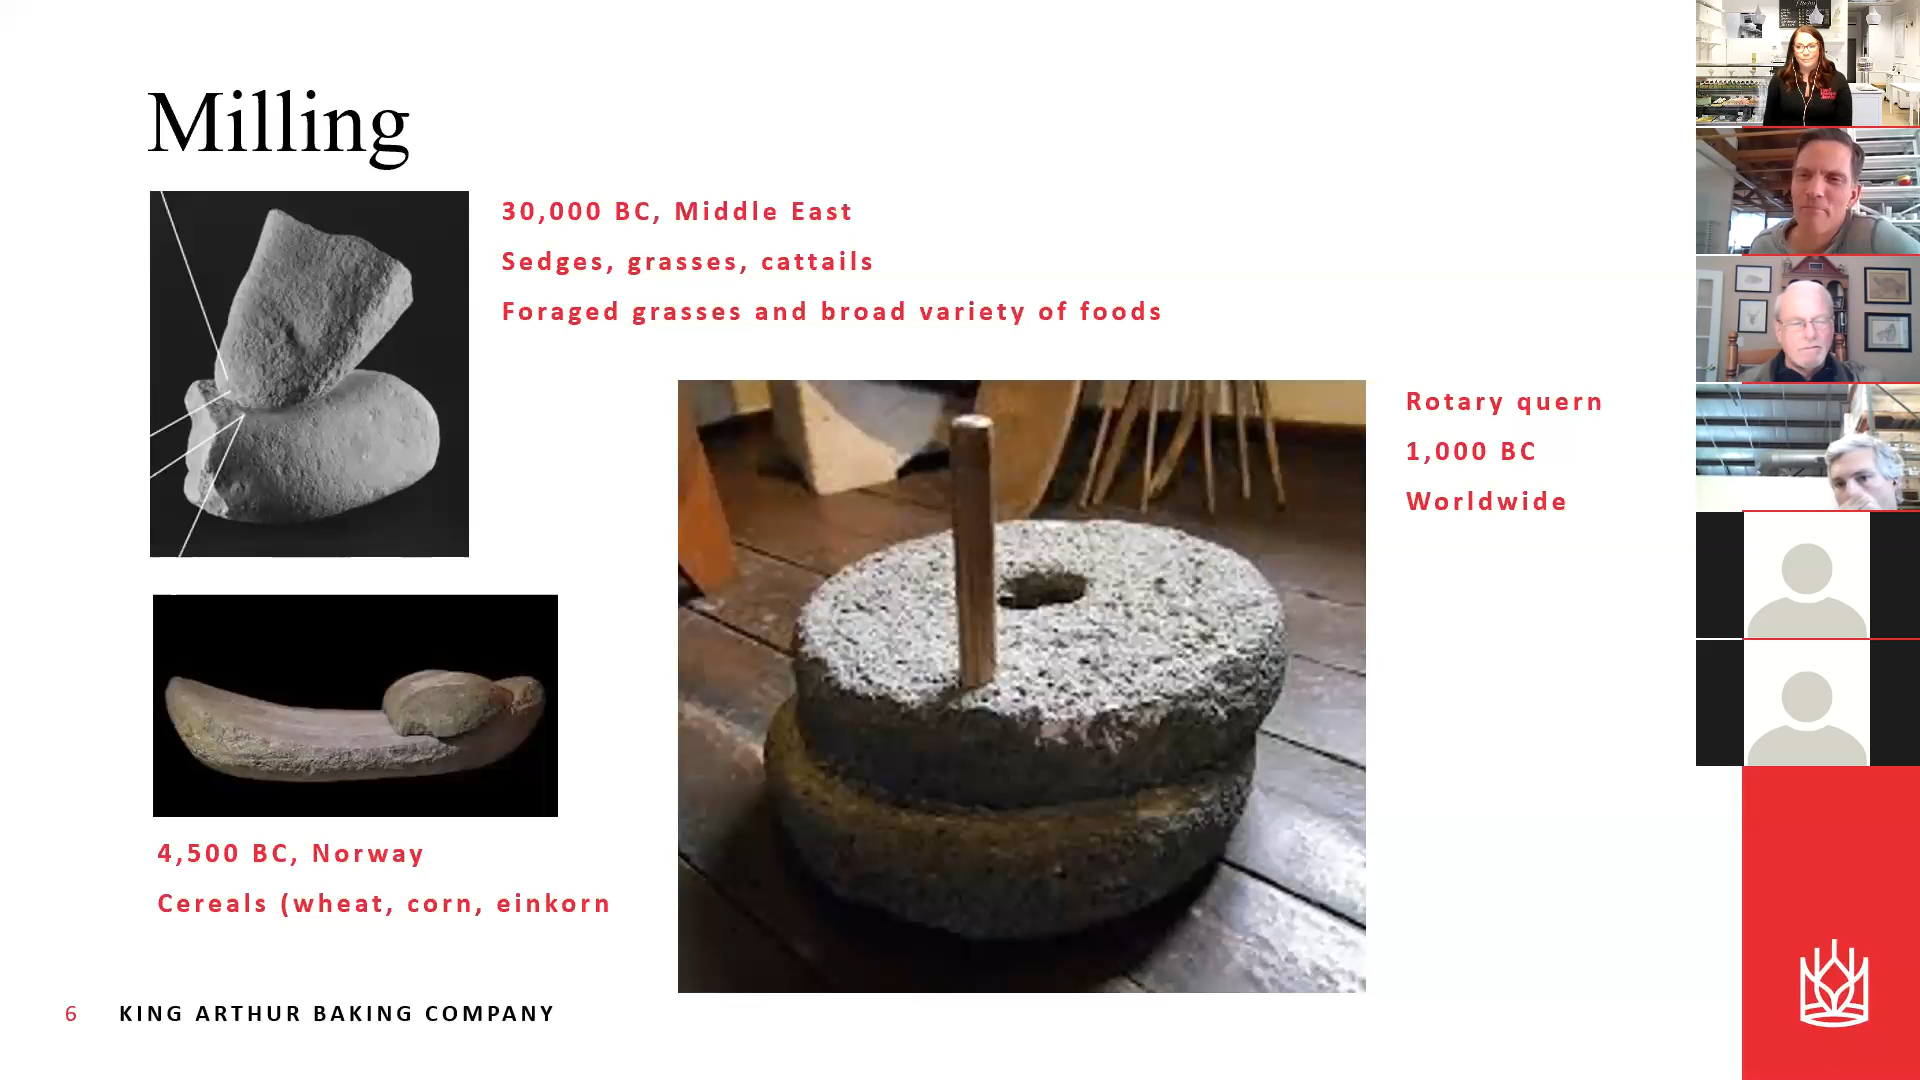 Milling
30,000 BC, Middle East
Sedges, grasses, cattails
Foraged grasses and broad variety of foods
Rotary quern
1,000 BC
Worldwide
4,500 BC, Norway
Cereals (wheat, corn, einkorn
6 KING ARTHUR BAKING COMPANY